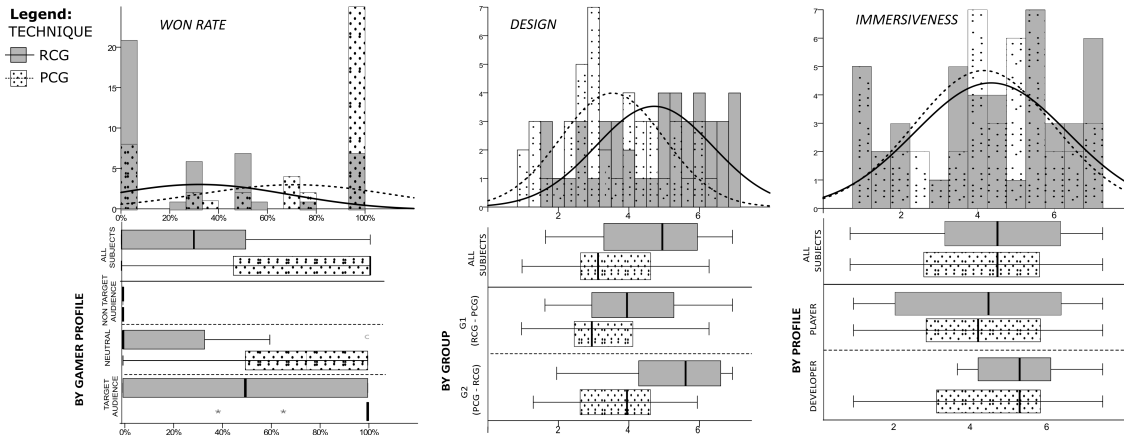 Legend:
TECHNIQUE
RCG
PCG
WON RATE
20
15
10
5
0
0% 20% 40% 60% 80% 100%
BY GAMER PROFILE
ALL
SUBJECTS
NON TARGET
AUDIENCE
NEUTRAL
TARGET
AUDIENCE
0% 20% 40% 60% 80% 100%
DESIGN
7
6
5
4
3
2
1
0
2 4 6
BY GROUP
ALL
SUBJECTS
G1
(RCG - PCG)
G2
(PCG - RCG)
2 4 6
IMMERSIVENESS
7
6
5
4
3
2
1
0
2 4 6
BY PROFILE
ALL
SUBJECTS
PLAYER
DEVELOPER
2 4 6